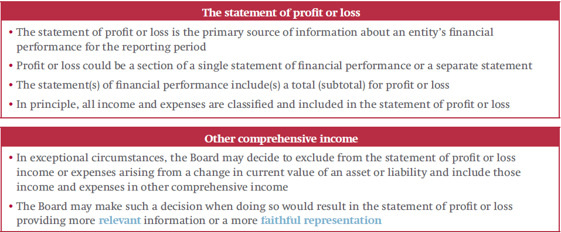 The statement of profit or loss
• The statement of profit or loss is the primary source of information about an entity's financial
performance for the reporting period
• Profit or loss could be a section of a single statement of financial performance or a separate statement
• The statement(s) of financial performance include(s) a total (subtotal) for profit or loss
• In principle, all income and expenses are classified and included in the statement of profit or loss
Other comprehensive income
• In exceptional circumstances, the Board may decide to exclude from the statement of profit or loss
income or expenses arising from a change in current value of an asset or liability and include those
income and expenses in other comprehensive income
• The Board may make such a decision when doing so would result in the statement of profit or loss
providing more relevant information or a more faithful representation